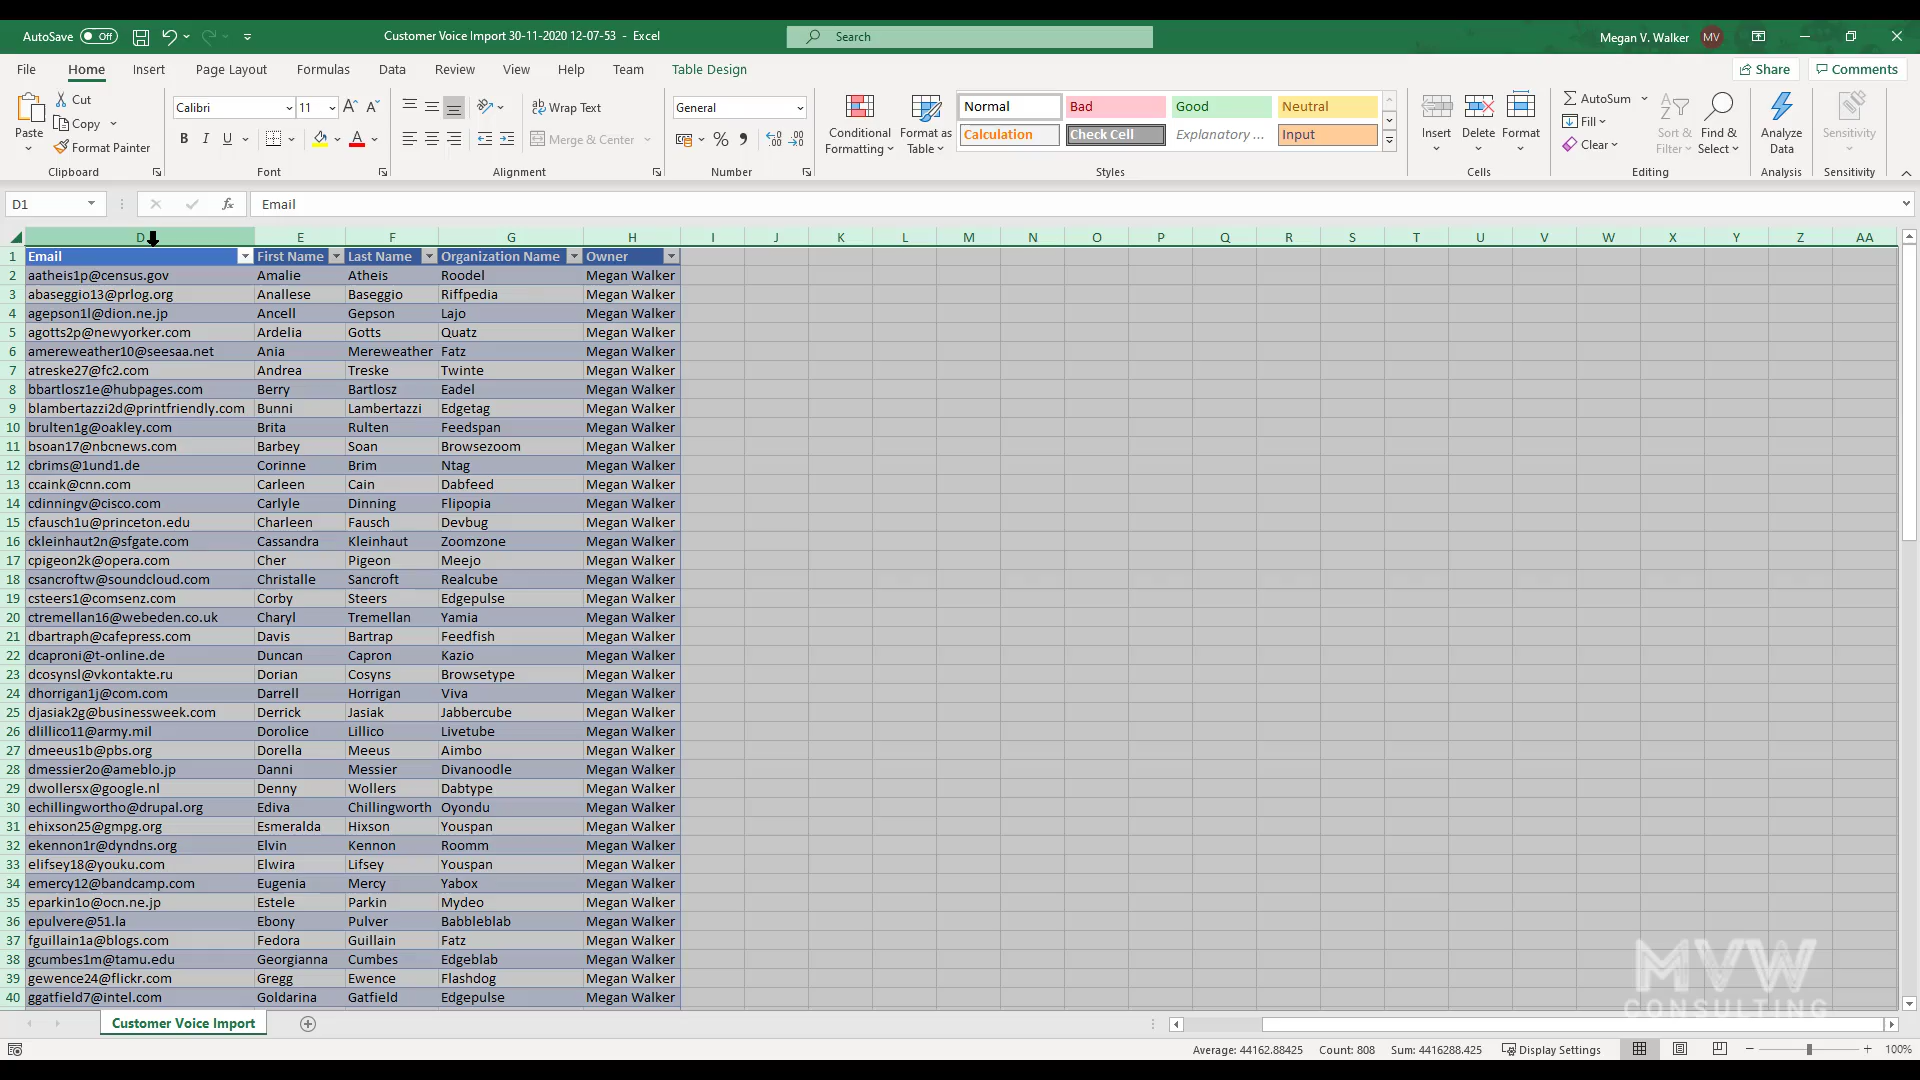 AutoSave Off Customer Voice Import 30-11-2020 12-07-53 - Excel Search Megan V. Walker MV
File Home Insert Page Layout Formulas Data Review View Help Team Table Design Share Comments
Paste Cut Copy Format Painter Calibri 11 B I U Wrap Text Merge & Center General % Conditional Formatting Format as Table Normal Bad Good Neutral Calculation Check Cell Explanatory ... Input Insert Delete Format AutoSum Fill Clear Sort & Filter Find & Select Analyze Data Sensitivity
Clipboard Font Alignment Number Styles Cells Editing Analysis Sensitivity
D1 fx Email
D E F G H I J K L M N O P Q R S T U V W X Y Z AA
1 Email First Name Last Name Organization Name Owner
2 aatheis1p@census.gov Amalie Atheis Roodel Megan Walker
3 abaseggio13@prlog.org Anallese Baseggio Riffpedia Megan Walker
4 agepson1l@dion.ne.jp Ancell Gepson Lajo Megan Walker
5 agotts2p@newyorker.com Ardelia Gotts Quatz Megan Walker
6 amereweather10@seesaa.net Ania Mereweather Fatz Megan Walker
7 atreske27@fc2.com Andrea Treske Twinte Megan Walker
8 bbartlosz1e@hubpages.com Berry Bartlosz Eadel Megan Walker
9 blambertazzi2d@printfriendly.com Bunni Lambertazzi Edgetag Megan Walker
10 brulten1g@oakley.com Brita Rulten Feedspan Megan Walker
11 bsoan17@nbcnews.com Barbey Soan Browsezoom Megan Walker
12 cbrims@1und1.de Corinne Brim Ntag Megan Walker
13 ccaink@cnn.com Carleen Cain Dabfeed Megan Walker
14 cdinningv@cisco.com Carlyle Dinning Flipopia Megan Walker
15 cfausch1u@princeton.edu Charleen Fausch Devbug Megan Walker
16 ckleinhaut2n@sfgate.com Cassandra Kleinhaut Zoomzone Megan Walker
17 cpigeon2k@opera.com Cher Pigeon Meejo Megan Walker
18 csancroftw@soundcloud.com Christalle Sancroft Realcube Megan Walker
19 csteers1@comsenz.com Corby Steers Edgepulse Megan Walker
20 ctremellan16@webeden.co.uk Charyl Tremellan Yamia Megan Walker
21 dbartraph@cafepress.com Davis Bartrap Feedfish Megan Walker
22 dcaproni@t-online.de Duncan Capron Kazio Megan Walker
23 dcosynsl@vkontakte.ru Dorian Cosyns Browsetype Megan Walker
24 dhorrigan1j@com.com Darrell Horrigan Viva Megan Walker
25 djasiak2g@businessweek.com Derrick Jasiak Jabbercube Megan Walker
26 dlillico11@army.mil Dorolice Lillico Livetube Megan Walker
27 dmeeus1b@pbs.org Dorella Meeus Aimbo Megan Walker
28 dmessier2o@ameblo.jp Danni Messier Divanoodle Megan Walker
29 dwollersx@google.nl Denny Wollers Dabtype Megan Walker
30 echillingwortho@drupal.org Ediva Chillingworth Oyondu Megan Walker
31 ehixson25@gmpg.org Esmeralda Hixson Youspan Megan Walker
32 ekennon1r@dyndns.org Elvin Kennon Roomm Megan Walker
33 elifsey18@youku.com Elwira Lifsey Youspan Megan Walker
34 emercy12@bandcamp.com Eugenia Mercy Yabox Megan Walker
35 eparkin1o@ocn.ne.jp Estele Parkin Mydeo Megan Walker
36 epulvere@51.la Ebony Pulver Babbleblab Megan Walker
37 fguillain1a@blogs.com Fedora Guillain Fatz Megan Walker
38 gcumbes1m@tamu.edu Georgianna Cumbes Edgeblab Megan Walker
39 gewence24@flickr.com Gregg Ewence Flashdog Megan Walker
40 ggatfield7@intel.com Goldarina Gatfield Edgepulse Megan Walker
MVW
CONSULTING
Customer Voice Import
Average: 44162.88425 Count: 808 Sum: 4416288.425 Display Settings 100%